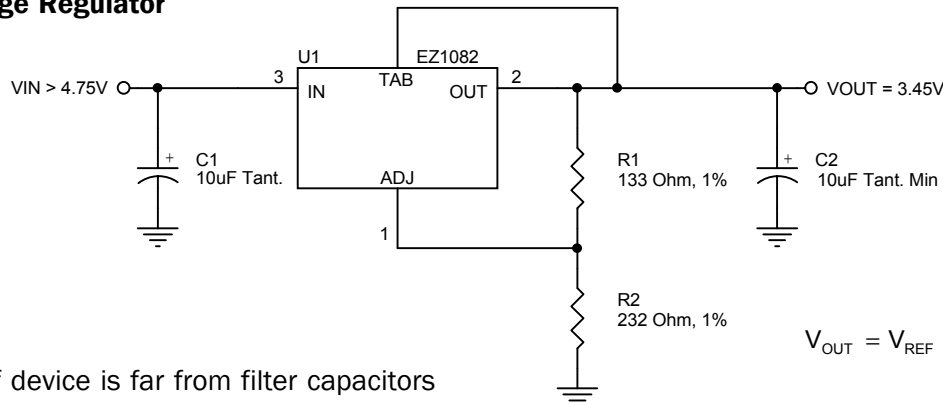 ge Regulator
U1
EZ1082
VIN > 4.75V
3
IN
TAB
OUT
2
VOUT = 3.45V
+
C1
10uF Tant.
ADJ
R1
133 Ohm, 1%
+
C2
10uF Tant. Min
1
R2
232 Ohm, 1%
V_OUT = V_REF
device is far from filter capacitors